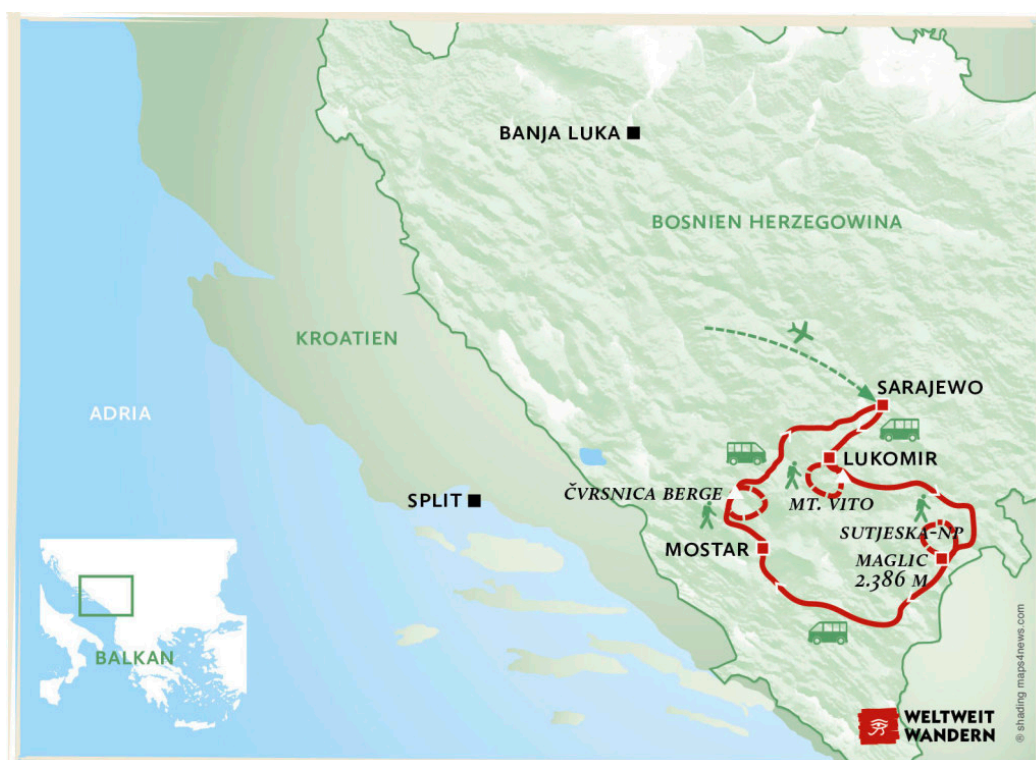 BANJA LUKA
BOSNIEN HERZEGOWINA
KROATIEN
SARAJEWO
ADRIA
LUKOMIR
ČVRSNICA BERGE
MT. VITO
SPLIT
SUTJESKA-NP
MOSTAR
MAGLIC
2.386 M
BALKAN
WELTWEIT
WANDERN
® shading maps4news.com